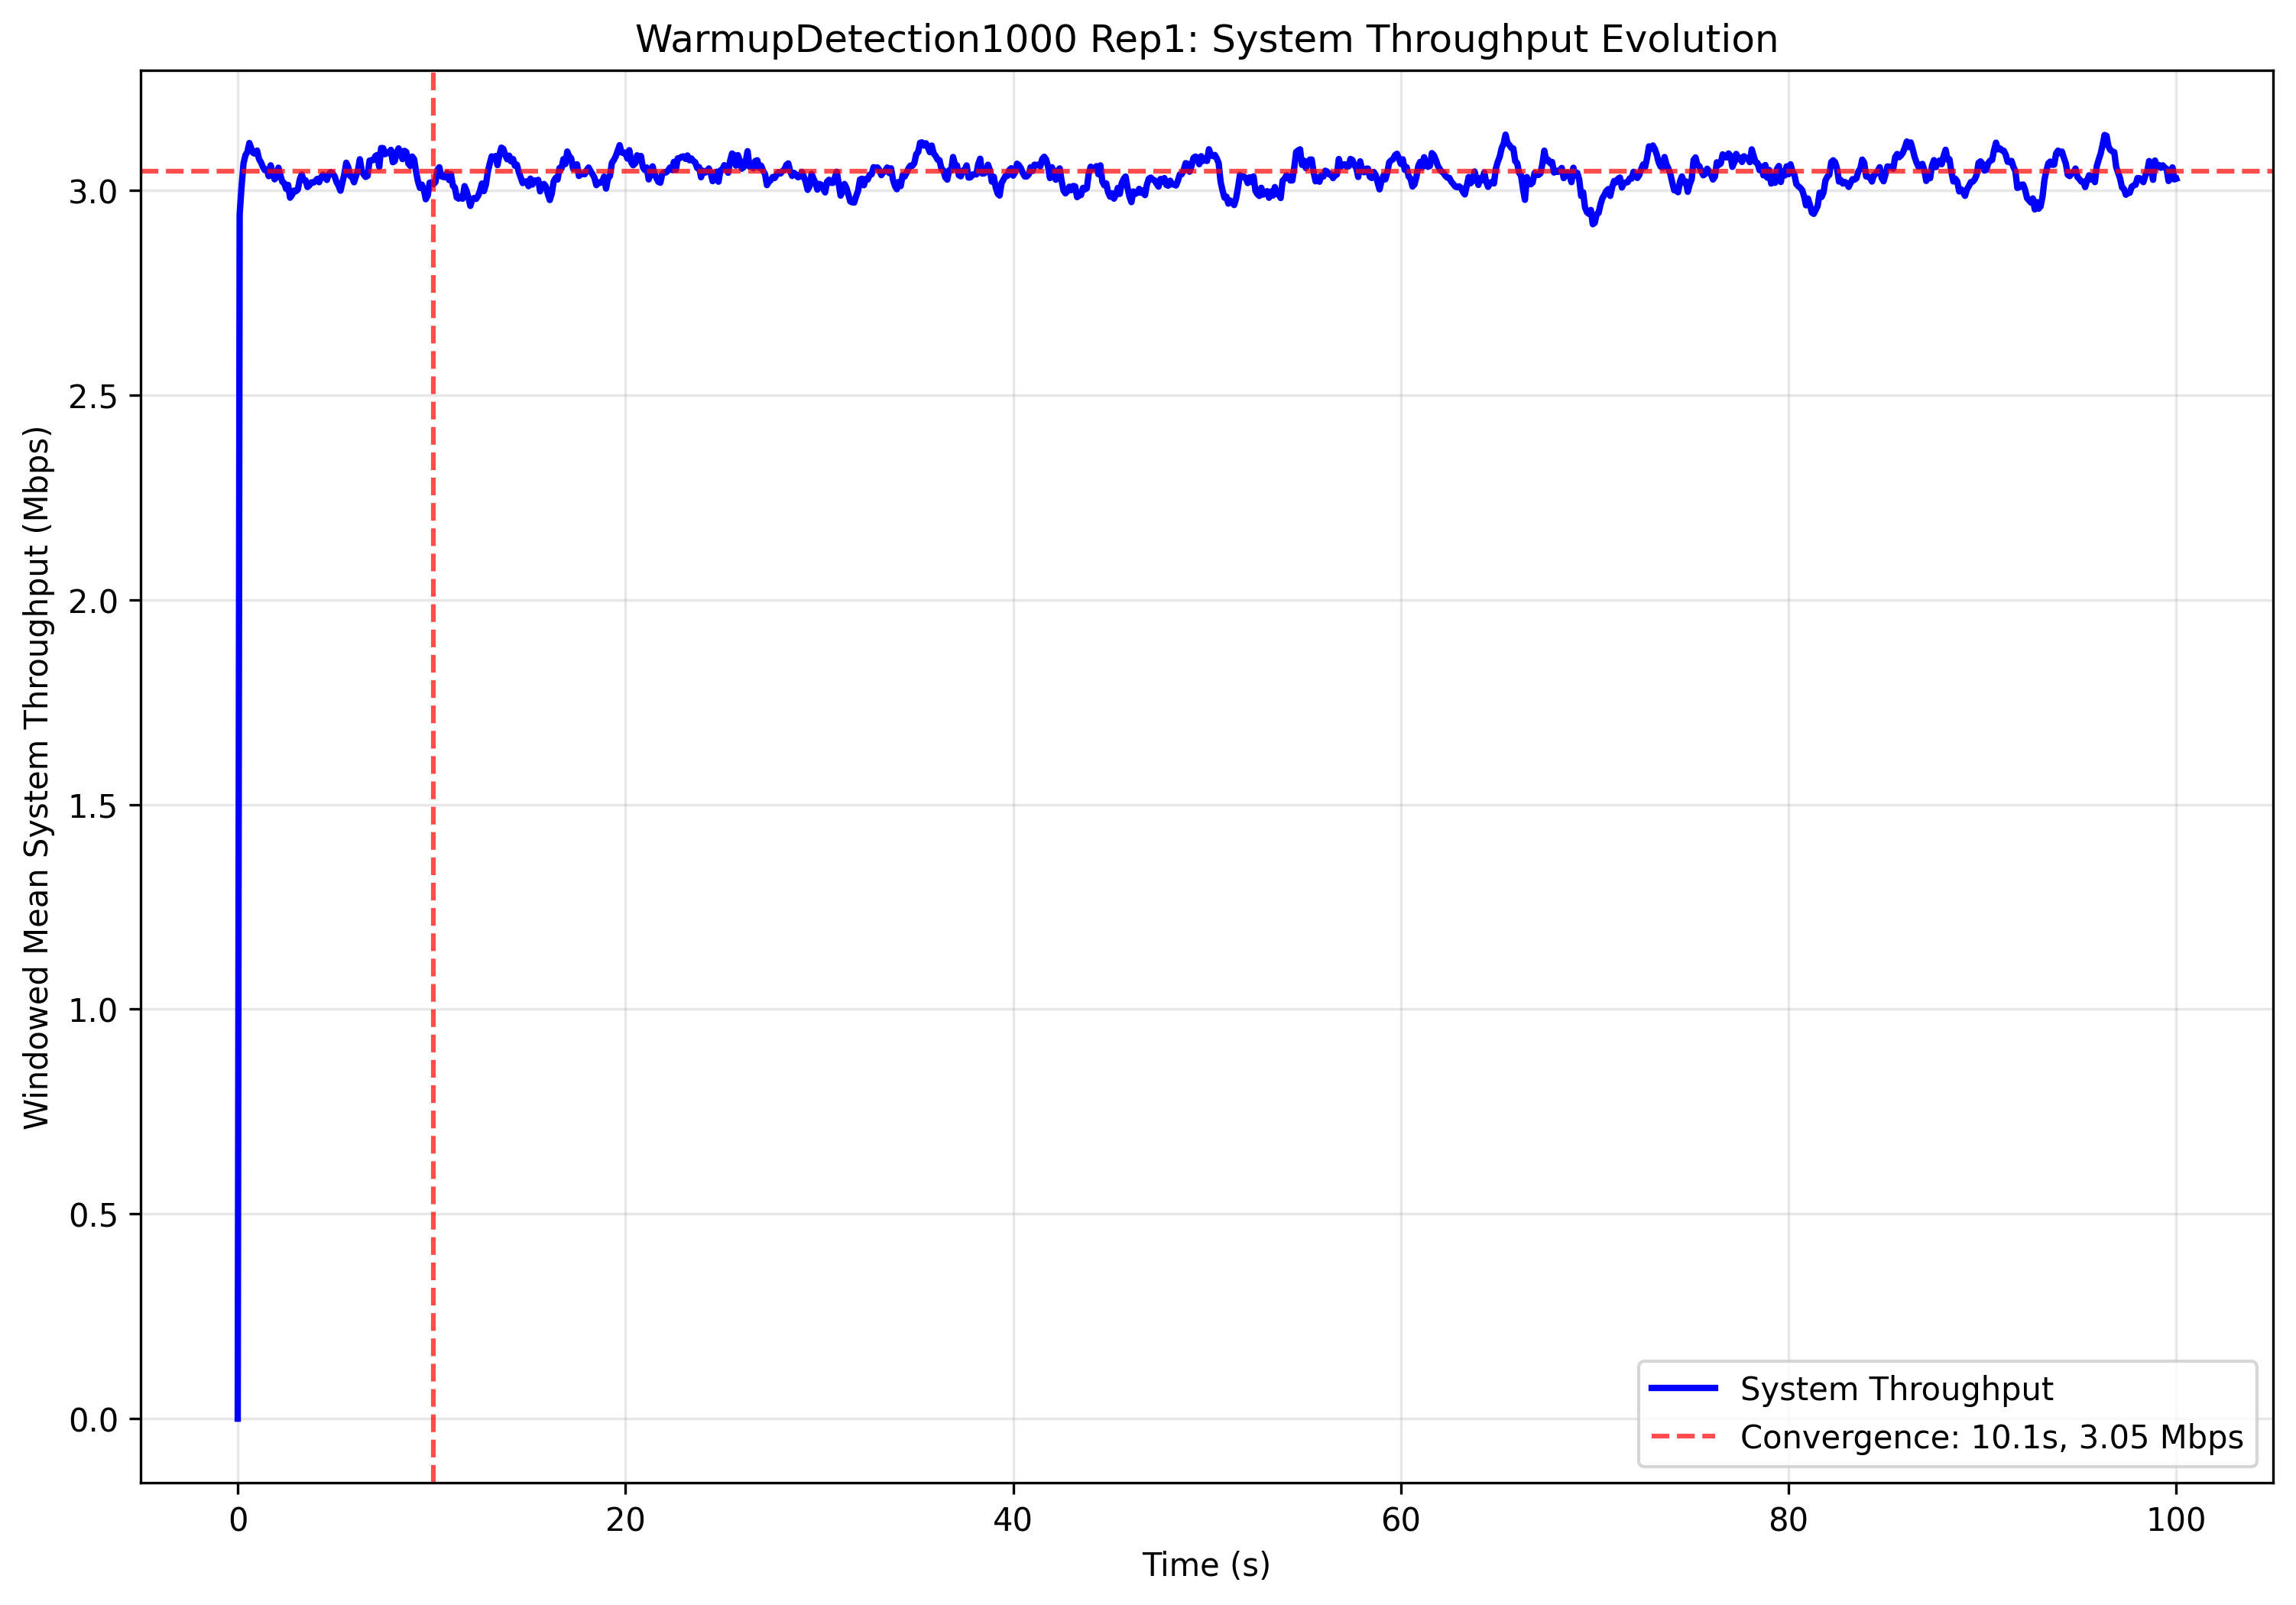 WarmupDetection1000 Rep1: System Throughput Evolution
Windowed Mean System Throughput (Mbps)
3.0
2.5
2.0
1.5
1.0
0.5
0.0
System Throughput
Convergence: 10.1s, 3.05 Mbps
0 20 40 60 80 100
Time (s)